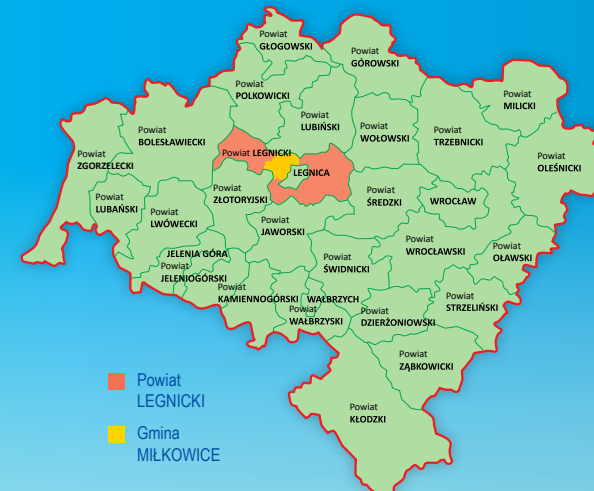 Powiat
GŁOGOWSKI
Powiat
GÓROWSKI
Powiat
POLKOWICKI
Powiat
MILICKI
Powiat
LUBIŃSKI
Powiat
BOLESŁAWIECKI
Powiat
WOŁOWSKI
Powiat
TRZEBNICKI
Powiat
ZGORZELECKI
Powiat LEGNICKI
Powiat
OLEŚNICKI
LEGNICA
Powiat
LUBAŃSKI
Powiat
ZŁOTORYJSKI
Powiat
ŚREDZKI
WROCŁAW
Powiat
LWÓWECKI
Powiat
JAWORSKI
Powiat
WROCŁAWSKI
Powiat
OŁAWSKI
JELENIA GÓRA
Powiat
JELENIOGÓRSKI
Powiat
ŚWIDNICKI
Powiat
KAMIENNOGÓRSKI
WAŁBRZYCH
Powiat
STRZELIŃSKI
Powiat
WAŁBRZYSKI
Powiat
DZIERŻONIOWSKI
Powiat
ZĄBKOWICKI
Powiat
KŁODZKI
Powiat
LEGNICKI
Gmina
MIŁKOWICE